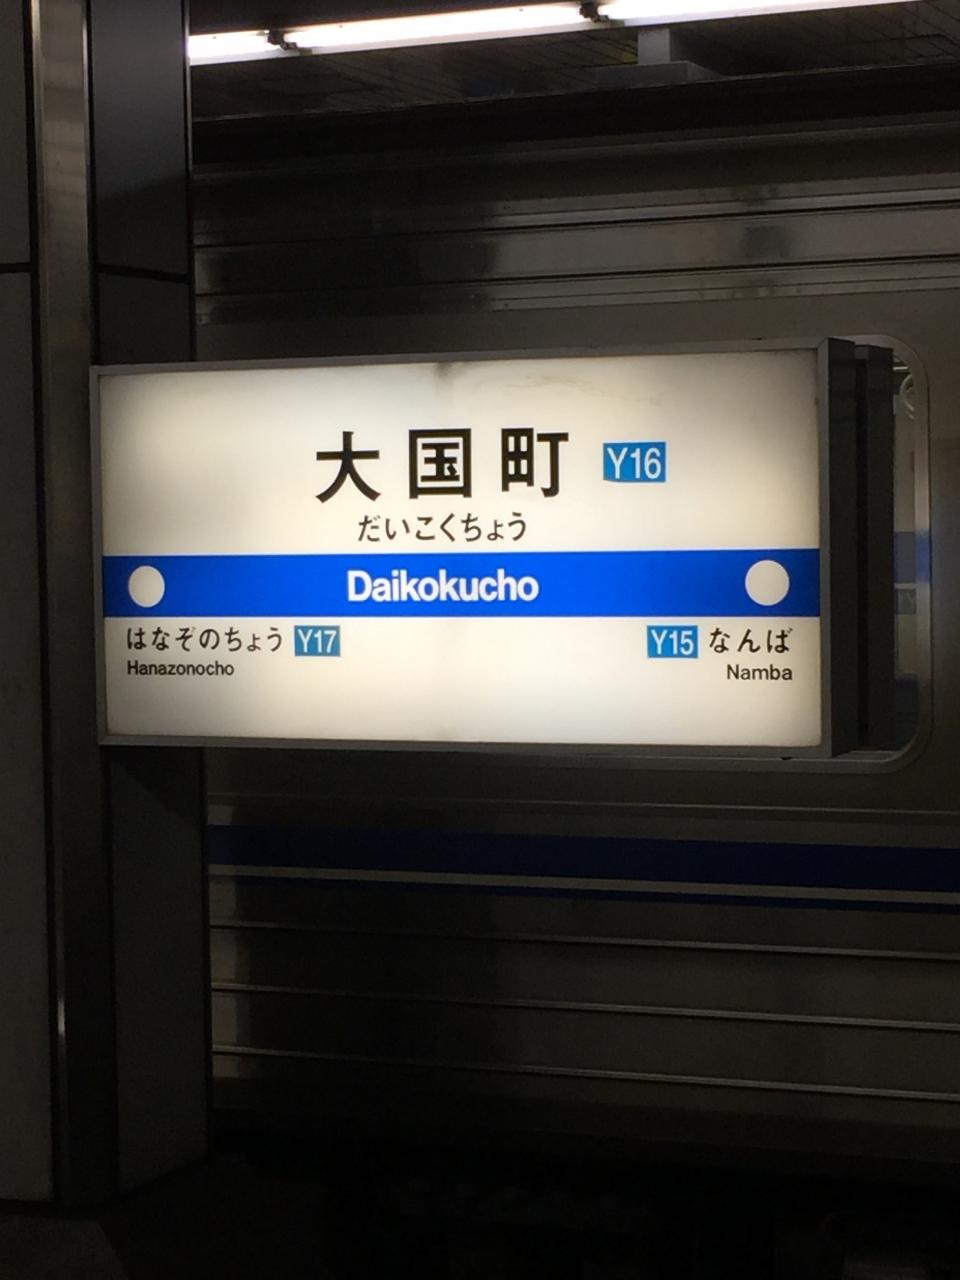 大国町 Y16
だいこくちょう
Daikokucho
はなぞのちょう Y17
Hanazonocho
Y15 なんば
Namba